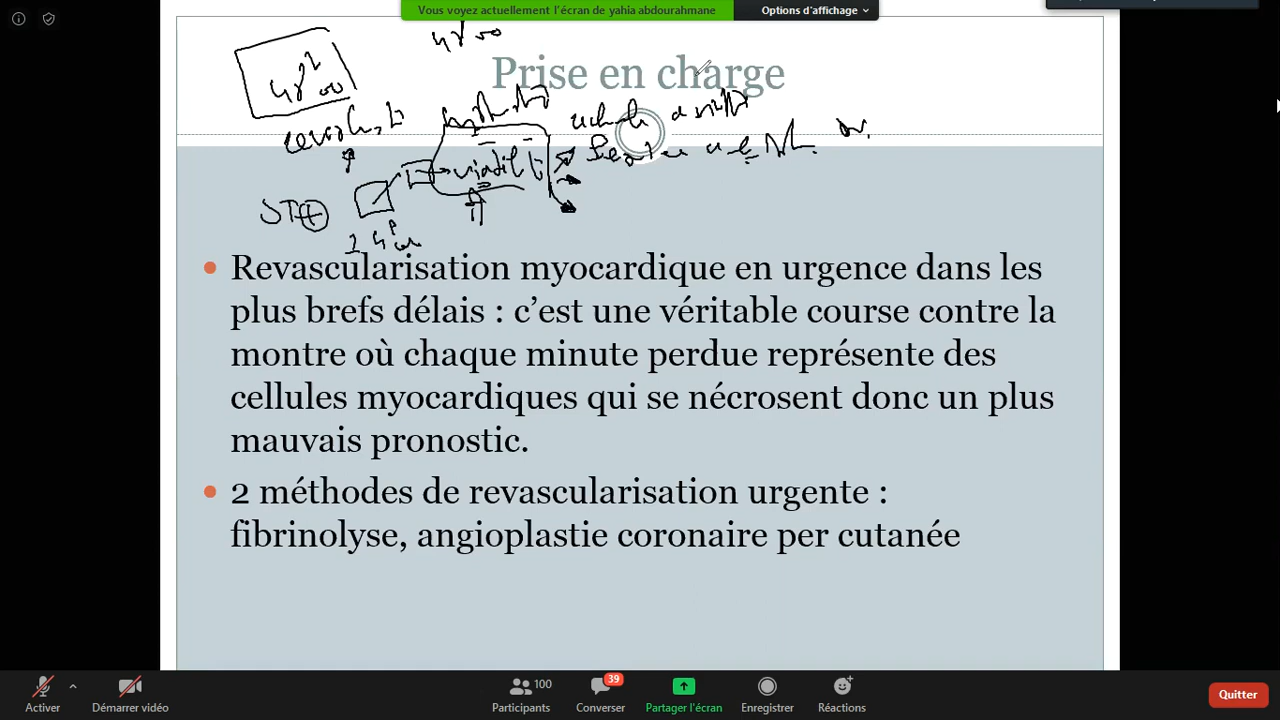 Vous voyez actuellement l'écran de yahia abdourahmane
Options d'affichage
Prise en charge
ST+
Revascularisation myocardique en urgence dans les
plus brefs délais : c'est une véritable course contre la
montre où chaque minute perdue représente des
cellules myocardiques qui se nécrosent donc un plus
mauvais pronostic.
2 méthodes de revascularisation urgente :
fibrinolyse, angioplastie coronaire per cutanée
100
39
Activer
Démarrer vidéo
Participants
Converser
Partager l'écran
Enregistrer
Réactions
Quitter